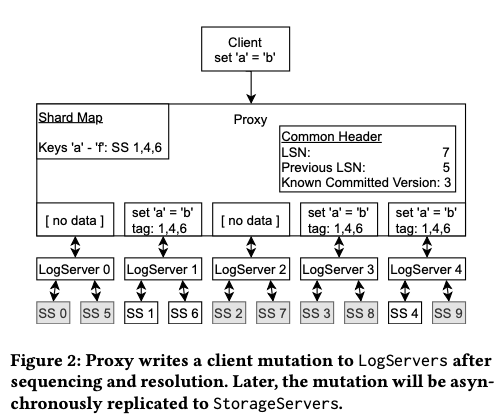 Client
set 'a' = 'b'
Shard Map
Proxy
Keys 'a' - 'f': SS 1,4,6
Common Header
LSN: 7
Previous LSN: 5
Known Committed Version: 3
[ no data ]
set 'a' = 'b'
tag: 1,4,6
[ no data ]
set 'a' = 'b'
tag: 1,4,6
set 'a' = 'b'
tag: 1,4,6
LogServer 0
LogServer 1
LogServer 2
LogServer 3
LogServer 4
SS 0
SS 5
SS 1
SS 6
SS 2
SS 7
SS 3
SS 8
SS 4
SS 9
Figure 2: Proxy writes a client mutation to LogServers after
sequencing and resolution. Later, the mutation will be asyn-
chronously replicated to StorageServers.